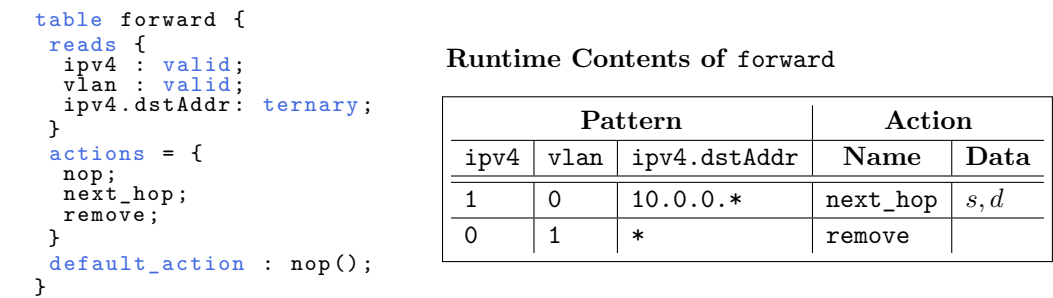 table forward {
reads {
ipv4 : valid;
vlan : valid;
ipv4.dstAddr: ternary;
}
actions = {
nop;
next_hop;
remove;
}
default_action : nop();
}
Runtime Contents of forward
Pattern Action
ipv4 vlan ipv4.dstAddr Name Data
1 0 10.0.0.* next_hop s, d
0 1 * remove